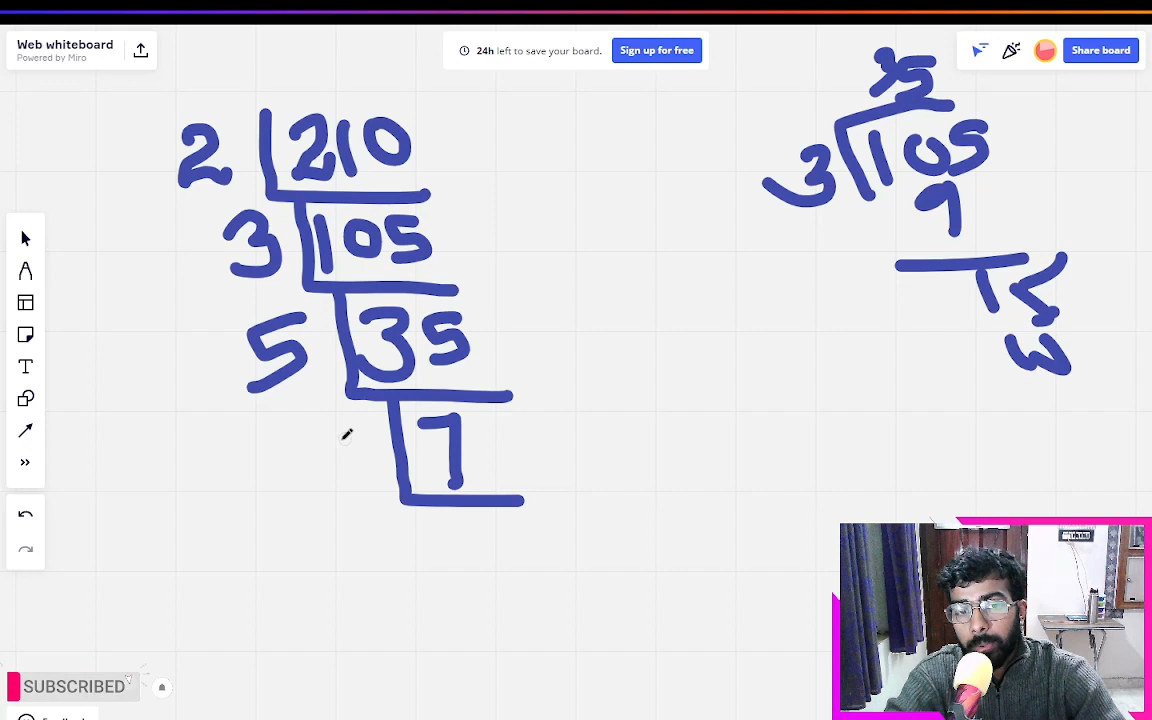 Web whiteboard
Powered by Miro
24h left to save your board.
Sign up for free
Share board
2 210
3 105
5 35
7
35
3 105
9
15
SUBSCRIBED